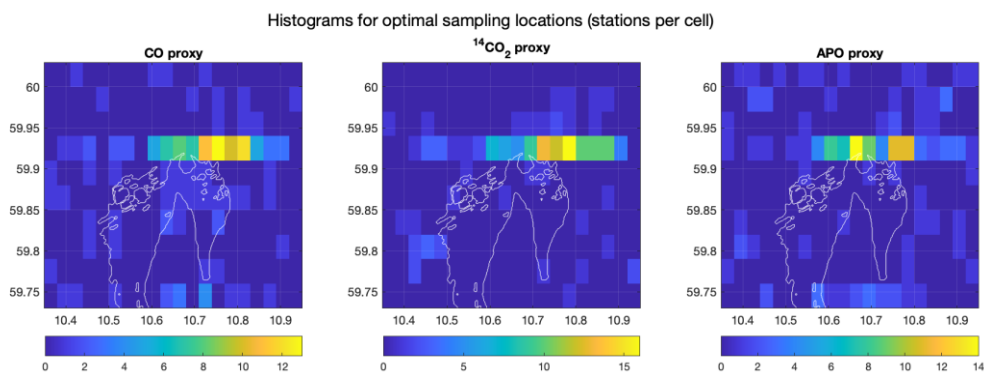 Histograms for optimal sampling locations (stations per cell)
CO proxy
60
59.95
59.9
59.85
59.8
59.75
10.4 10.5 10.6 10.7 10.8 10.9
0 2 4 6 8 10 12
¹⁴CO₂ proxy
60
59.95
59.9
59.85
59.8
59.75
10.4 10.5 10.6 10.7 10.8 10.9
0 5 10 15
APO proxy
60
59.95
59.9
59.85
59.8
59.75
10.4 10.5 10.6 10.7 10.8 10.9
0 2 4 6 8 10 12 14